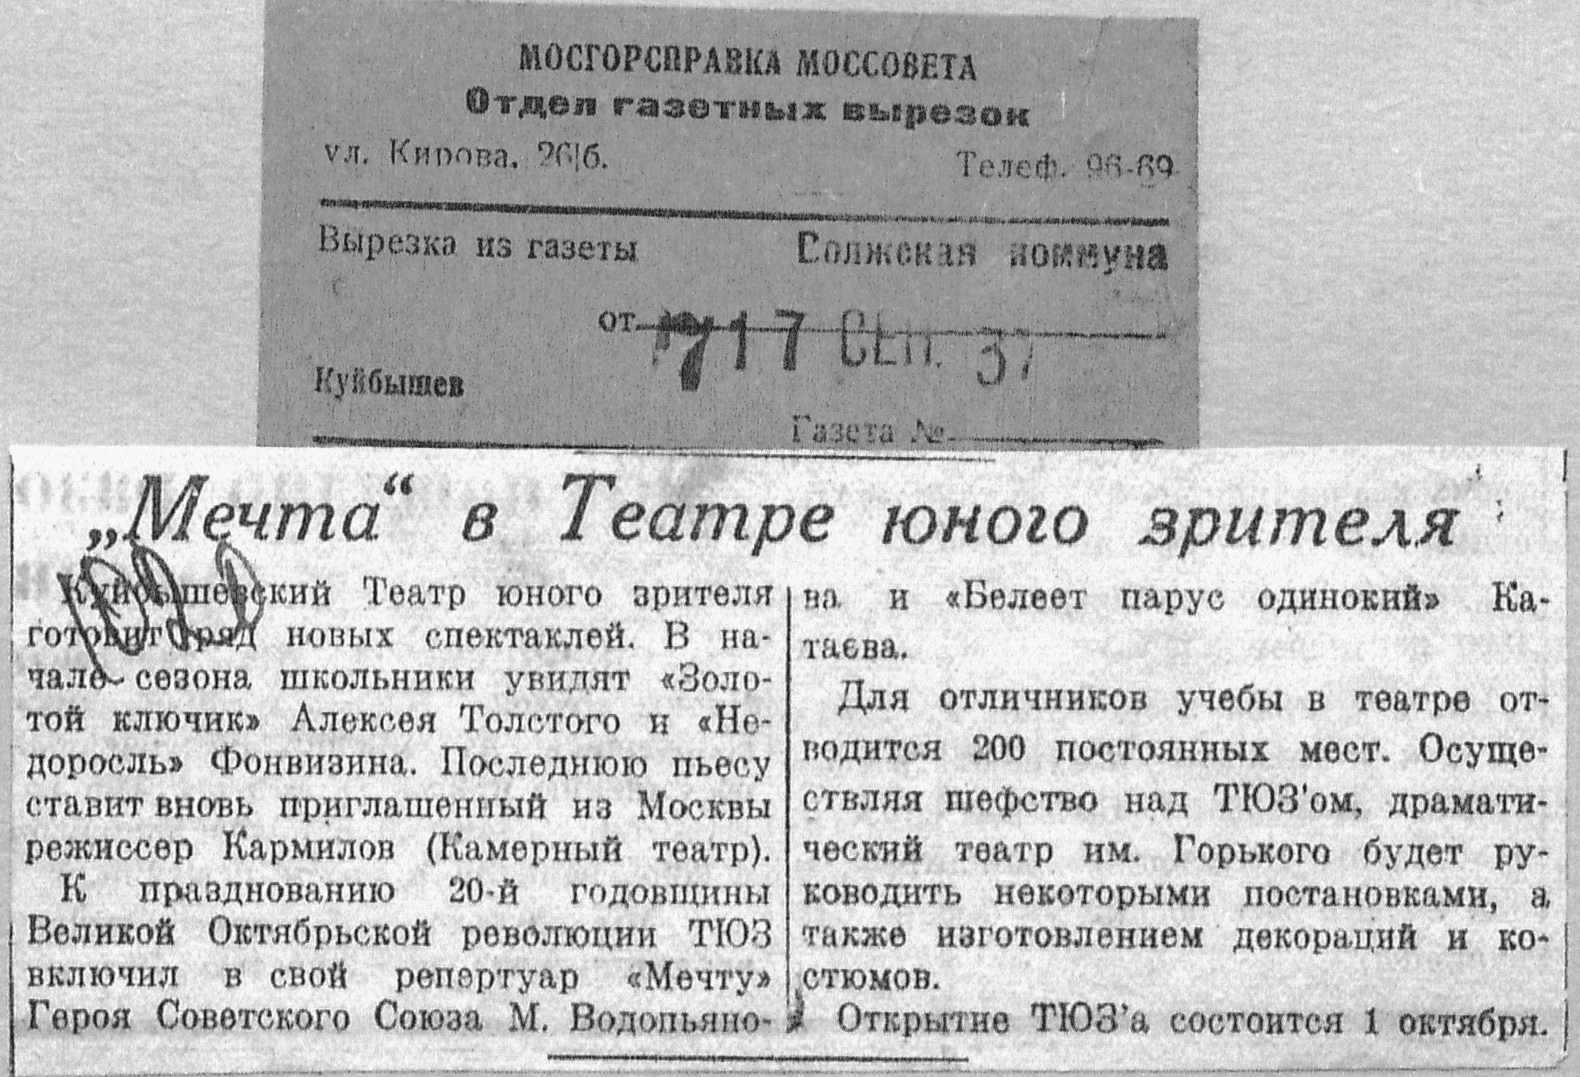 МОСГОРСПРАВКА МОССОВЕТА
Отдел газетных вырезок
ул. Кирова, 26|б.
Телеф. 96-69
Вырезка из газеты Волжская коммуна
от 17 СЕН. 37
Куйбышев
Газета №
„Мечта“ в Театре юного зрителя
Куйбышевский Театр юного зрителя
готовит ряд новых спектаклей. В на-
чале сезона школьники увидят «Золо-
той ключик» Алексея Толстого и «Не-
доросль» Фонвизина. Последнюю пьесу
ставит вновь приглашенный из Москвы
режиссер Кармилов (Камерный театр).
К празднованию 20-й годовщины
Великой Октябрьской революции ТЮЗ
включил в свой репертуар «Мечту»
Героя Советского Союза М. Водопьяно-
ва и «Белеет парус одинокий» Ка-
таева.
Для отличников учебы в театре от-
водится 200 постоянных мест. Осуще-
ствляя шефство над ТЮЗ'ом, драмати-
ческий театр им. Горького будет ру-
ководить некоторыми постановками, а
также изготовлением декораций и ко-
стюмов.
Открытие ТЮЗ'а состоится 1 октября.